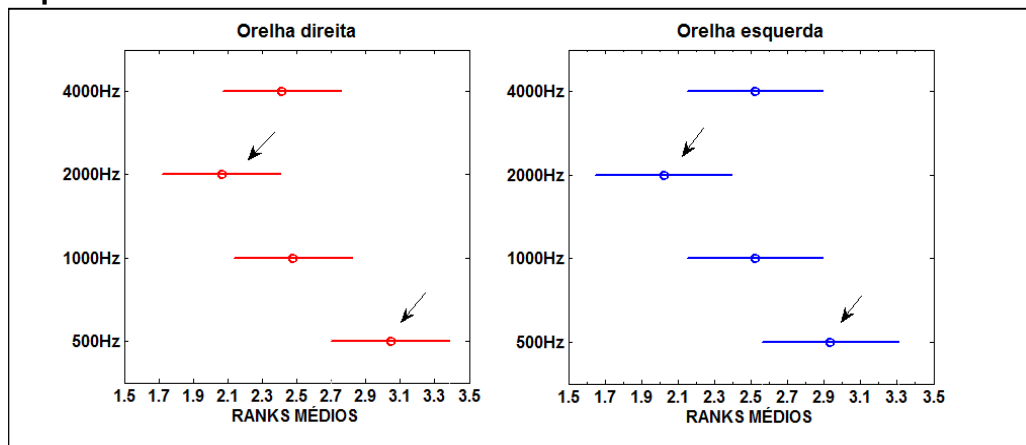 Orelha direita
4000Hz
2000Hz
1000Hz
500Hz
1.5 1.7 1.9 2.1 2.3 2.5 2.7 2.9 3.1 3.3 3.5
RANKS MÉDIOS
Orelha esquerda
4000Hz
2000Hz
1000Hz
500Hz
1.5 1.7 1.9 2.1 2.3 2.5 2.7 2.9 3.1 3.3 3.5
RANKS MÉDIOS